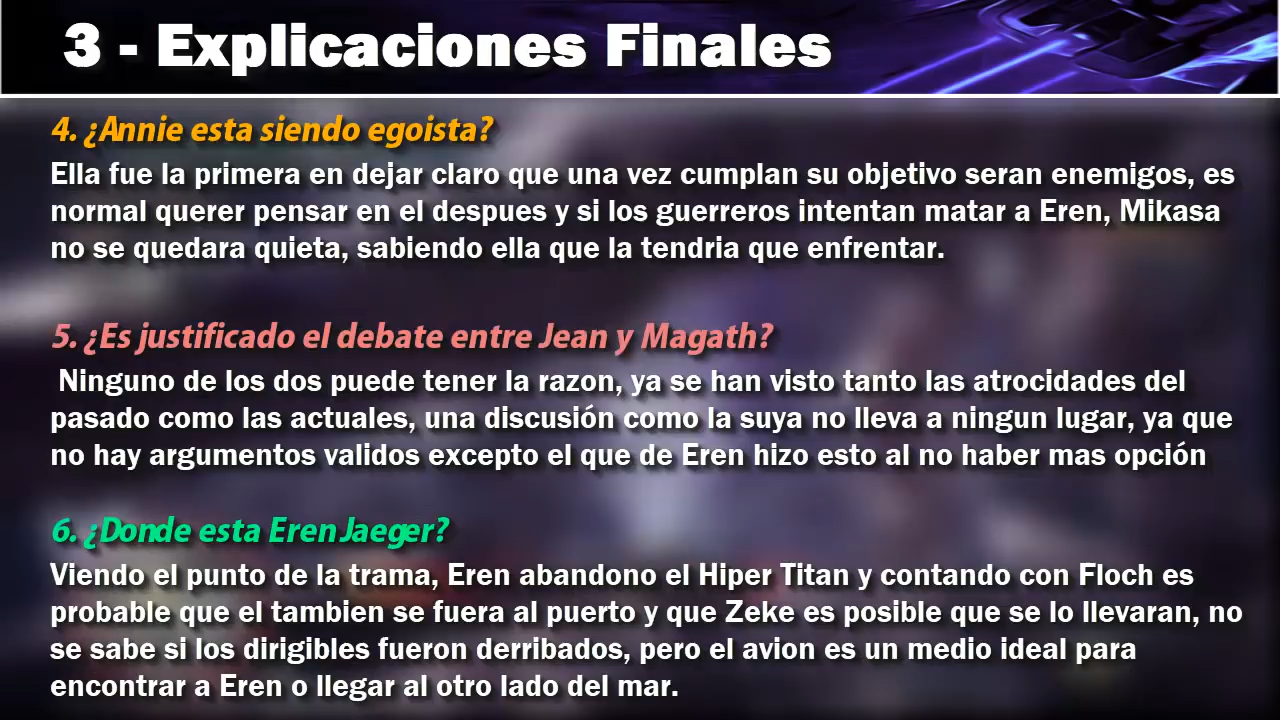 3 - Explicaciones Finales
4. ¿Annie esta siendo egoista?
Ella fue la primera en dejar claro que una vez cumplan su objetivo seran enemigos, es
normal querer pensar en el despues y si los guerreros intentan matar a Eren, Mikasa
no se quedara quieta, sabiendo ella que la tendria que enfrentar.
5. ¿Es justificado el debate entre Jean y Magath?
Ninguno de los dos puede tener la razon, ya se han visto tanto las atrocidades del
pasado como las actuales, una discusión como la suya no lleva a ningun lugar, ya que
no hay argumentos validos excepto el que de Eren hizo esto al no haber mas opción
6. ¿Donde esta Eren Jaeger?
Viendo el punto de la trama, Eren abandono el Hiper Titan y contando con Floch es
probable que el tambien se fuera al puerto y que Zeke es posible que se lo llevaran, no
se sabe si los dirigibles fueron derribados, pero el avion es un medio ideal para
encontrar a Eren o llegar al otro lado del mar.